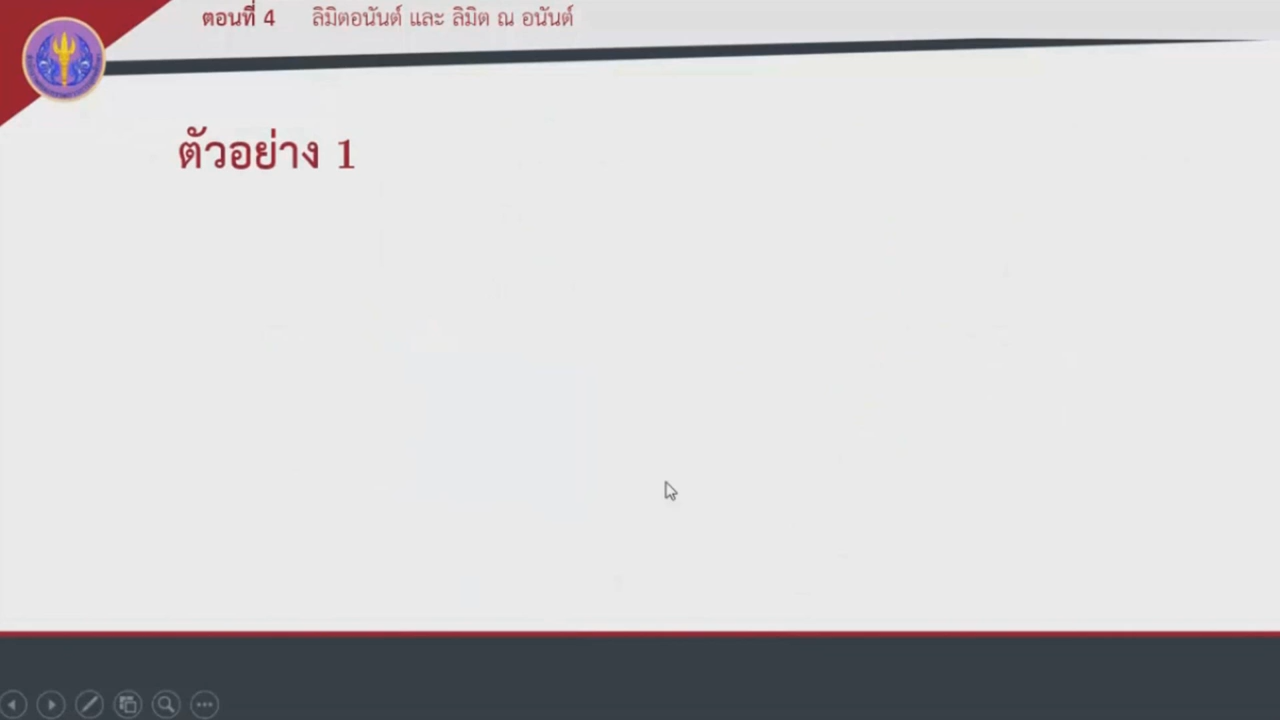 ตอนที่ 4 ลิมิตอนันต์ และ ลิมิต ณ อนันต์
ตัวอย่าง 1